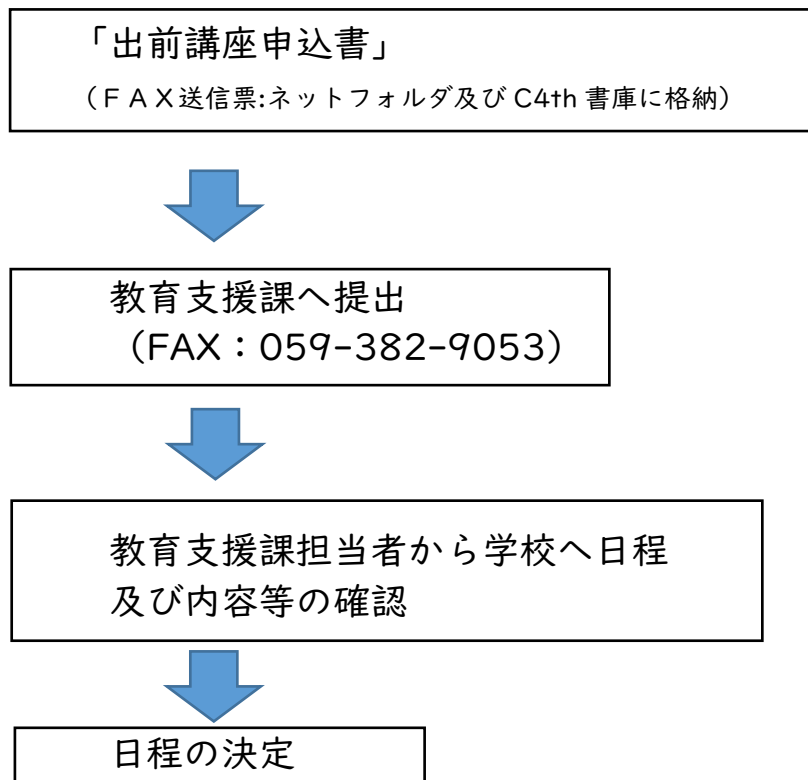 「出前講座申込書」
（ＦＡＸ送信票:ネットフォルダ及び C4th 書庫に格納）
教育支援課へ提出
（FAX：059-382-9053）
教育支援課担当者から学校へ日程
及び内容等の確認
日程の決定